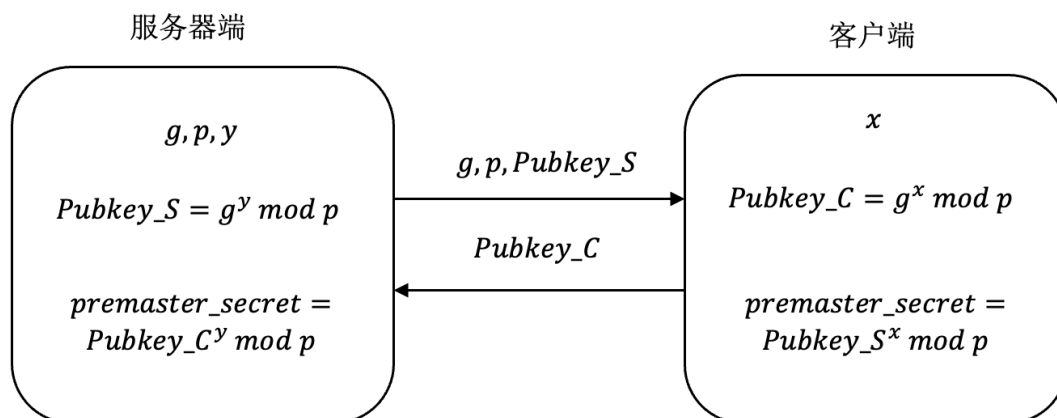 服务器端
g, p, y
Pubkey_S = g^y mod p
premaster_secret =
Pubkey_C^y mod p
g, p, Pubkey_S
Pubkey_C
客户端
x
Pubkey_C = g^x mod p
premaster_secret =
Pubkey_S^x mod p